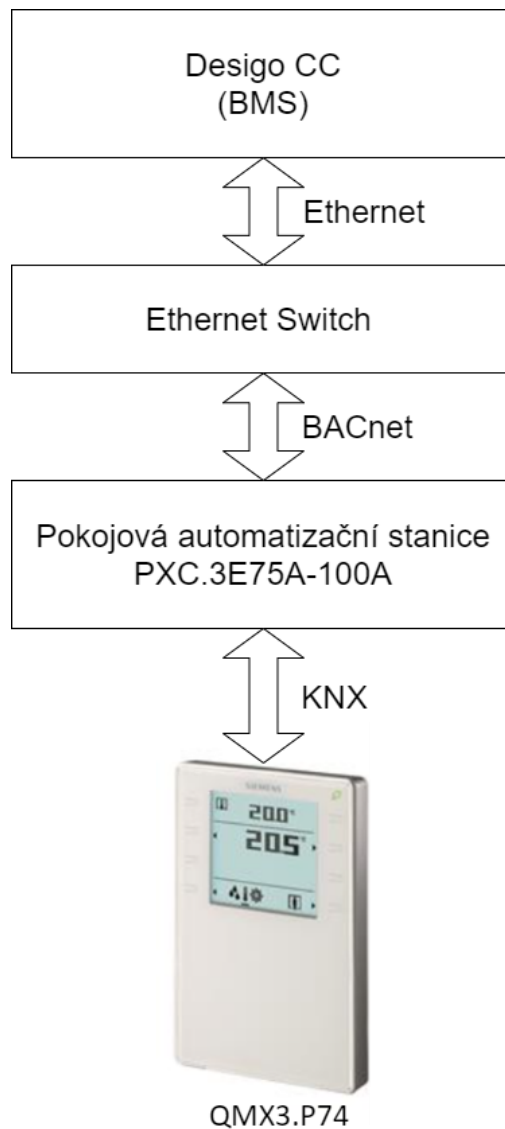 Desigo CC
(BMS)
Ethernet
Ethernet Switch
BACnet
Pokojová automatizační stanice
PXC.3E75A-100A
KNX
SIEMENS
20.0°
20.5°
QMX3.P74